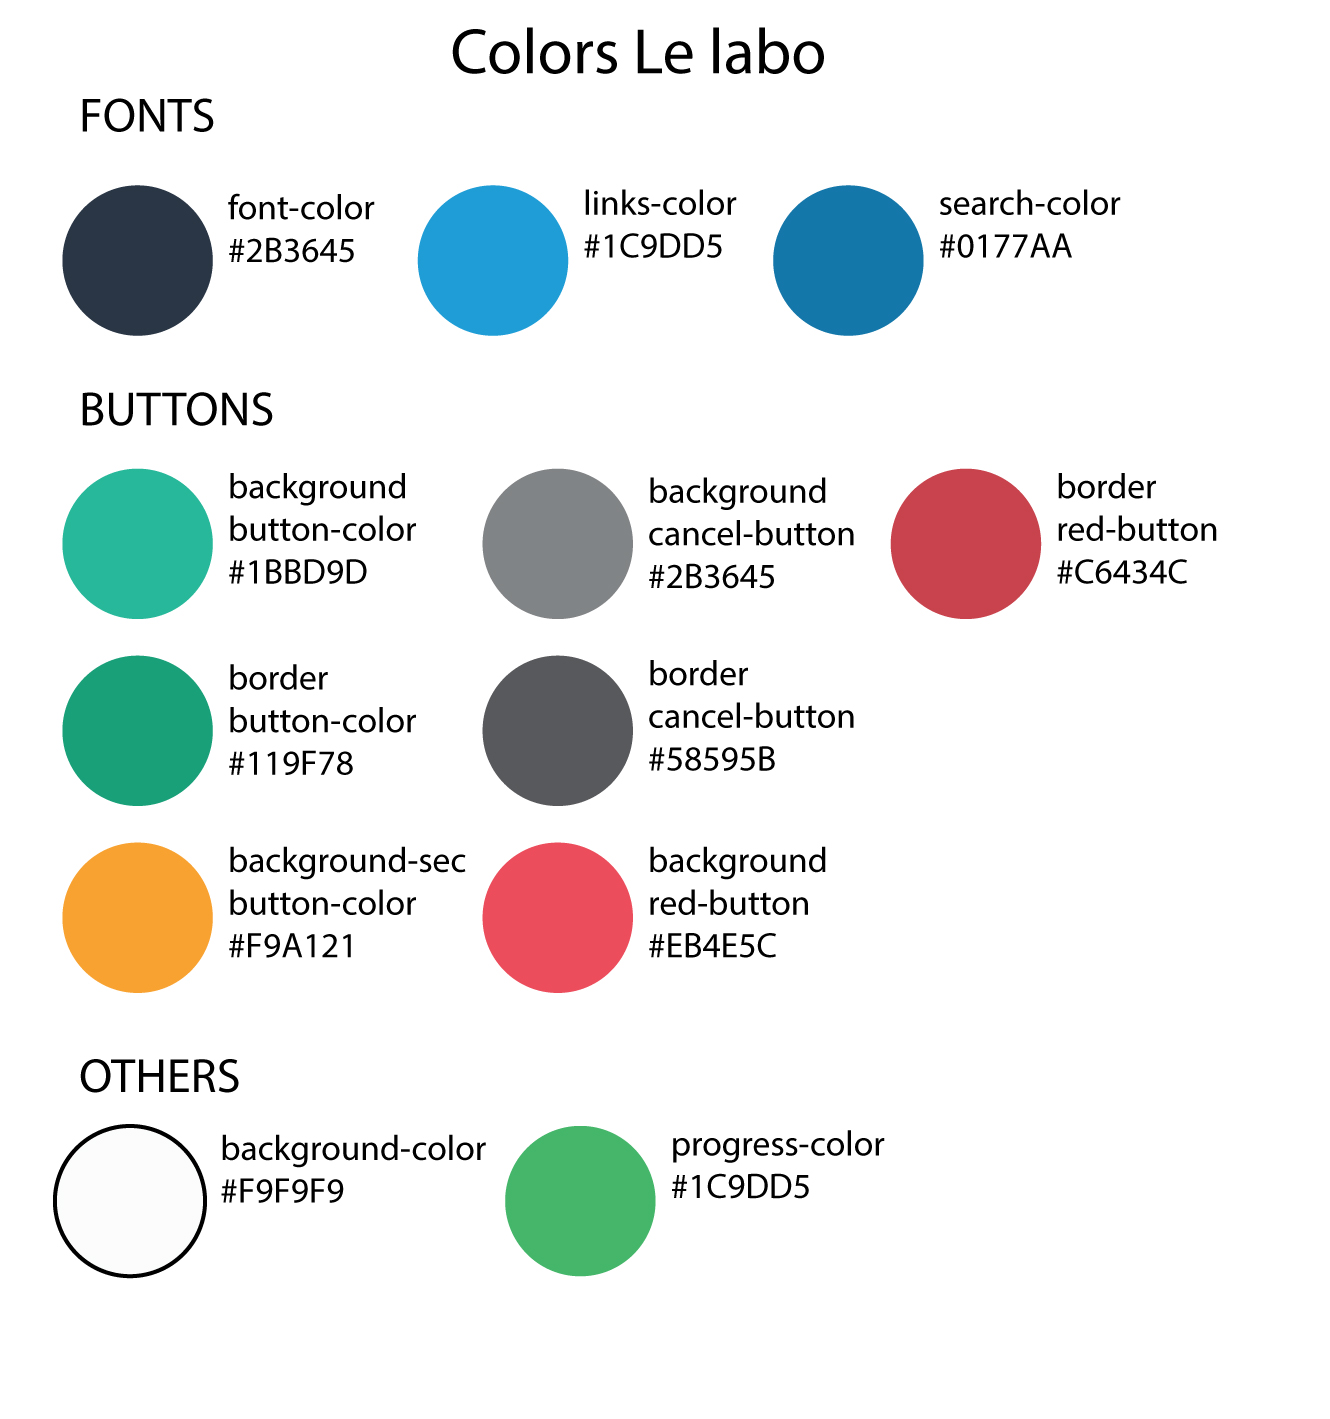 Colors Le labo
FONTS
font-color
#2B3645
links-color
#1C9DD5
search-color
#0177AA
BUTTONS
background
button-color
#1BBD9D
background
cancel-button
#2B3645
border
red-button
#C6434C
border
button-color
#119F78
border
cancel-button
#58595B
background-sec
button-color
#F9A121
background
red-button
#EB4E5C
OTHERS
background-color
#F9F9F9
progress-color
#1C9DD5